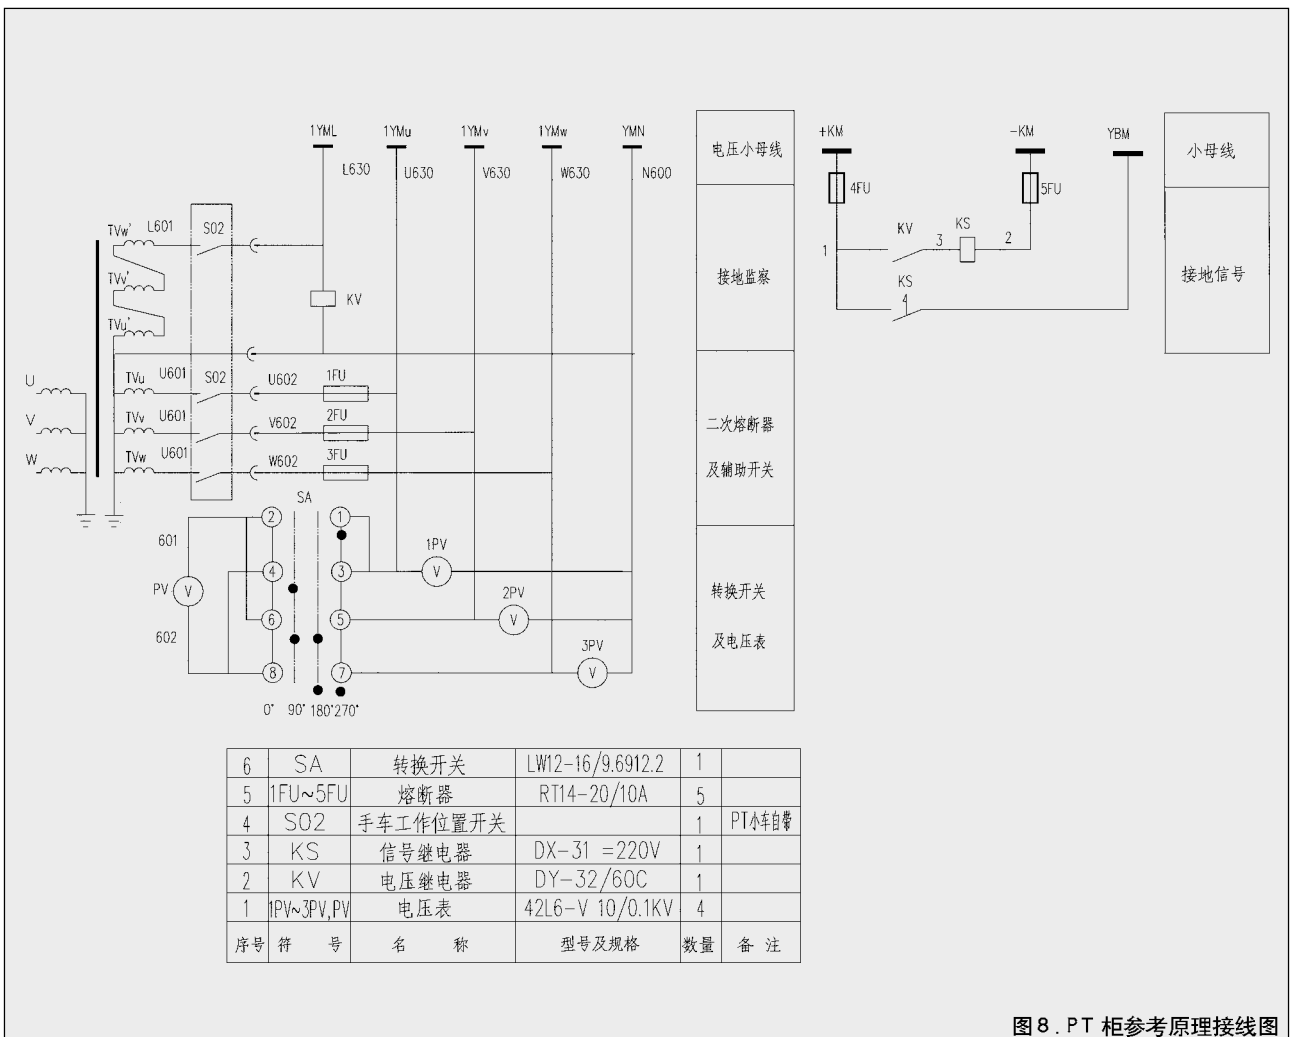 1YML 1YMu 1YMv 1YMw YMN
L630 U630 V630 W630 N600
电压小母线
+KM -KM YBM
小母线
4FU 5FU
TVw' L601 S02
TVv'
TVu'
KV
接地监察
1 KV 3 KS 2
KS
4
接地信号
U
V
W
TVu U601 S02 U602 1FU
TVv U601 V602 2FU
TVw U601 W602 3FU
二次熔断器
及辅助开关
SA
601
PV V
602
2 1
4 3
6 5
8 7
1PV
V
2PV
V
3PV
V
转换开关
及电压表
0° 90° 180°270°
6 SA 转换开关 LW12-16/9.6912.2 1
5 1FU~5FU 熔断器 RT14-20/10A 5
4 S02 手车工作位置开关 1 PT小车自带
3 KS 信号继电器 DX-31 =220V 1
2 KV 电压继电器 DY-32/60C 1
1 1PV~3PV,PV 电压表 42L6-V 10/0.1KV 4
序号 符 号 名 称 型号及规格 数量 备 注
图8.PT 柜参考原理接线图